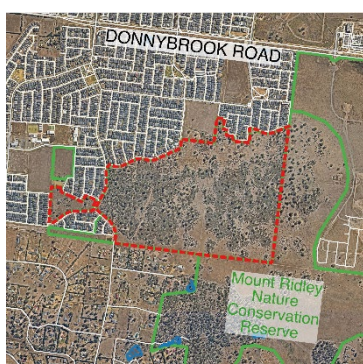 DONNYBROOK ROAD
Mount Ridley
Nature
Conservation
Reserve